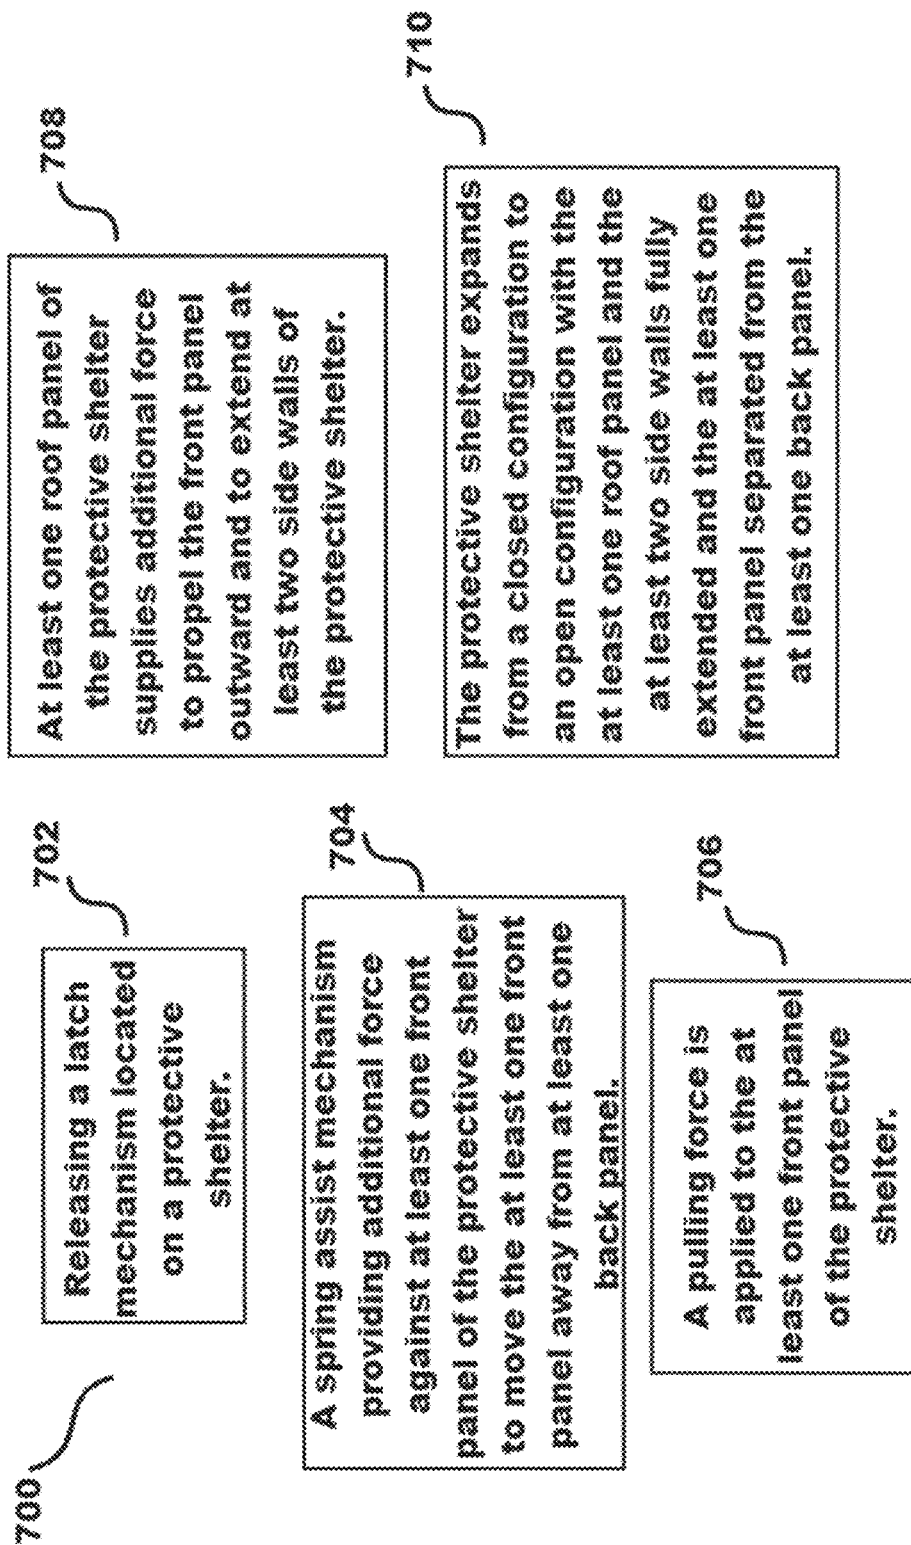 700
702
Releasing a latch
mechanism located
on a protective
shelter.
704
A spring assist mechanism
providing additional force
against at least one front
panel of the protective shelter
to move the at least one front
panel away from at least one
back panel.
706
A pulling force is
applied to the at
least one front panel
of the protective
shelter.
708
At least one roof panel of
the protective shelter
supplies additional force
to propel the front panel
outward and to extend at
least two side walls of
the protective shelter.
710
The protective shelter expands
from a closed configuration to
an open configuration with the
at least one roof panel and the
at least two side walls fully
extended and the at least one
front panel separated from the
at least one back panel.